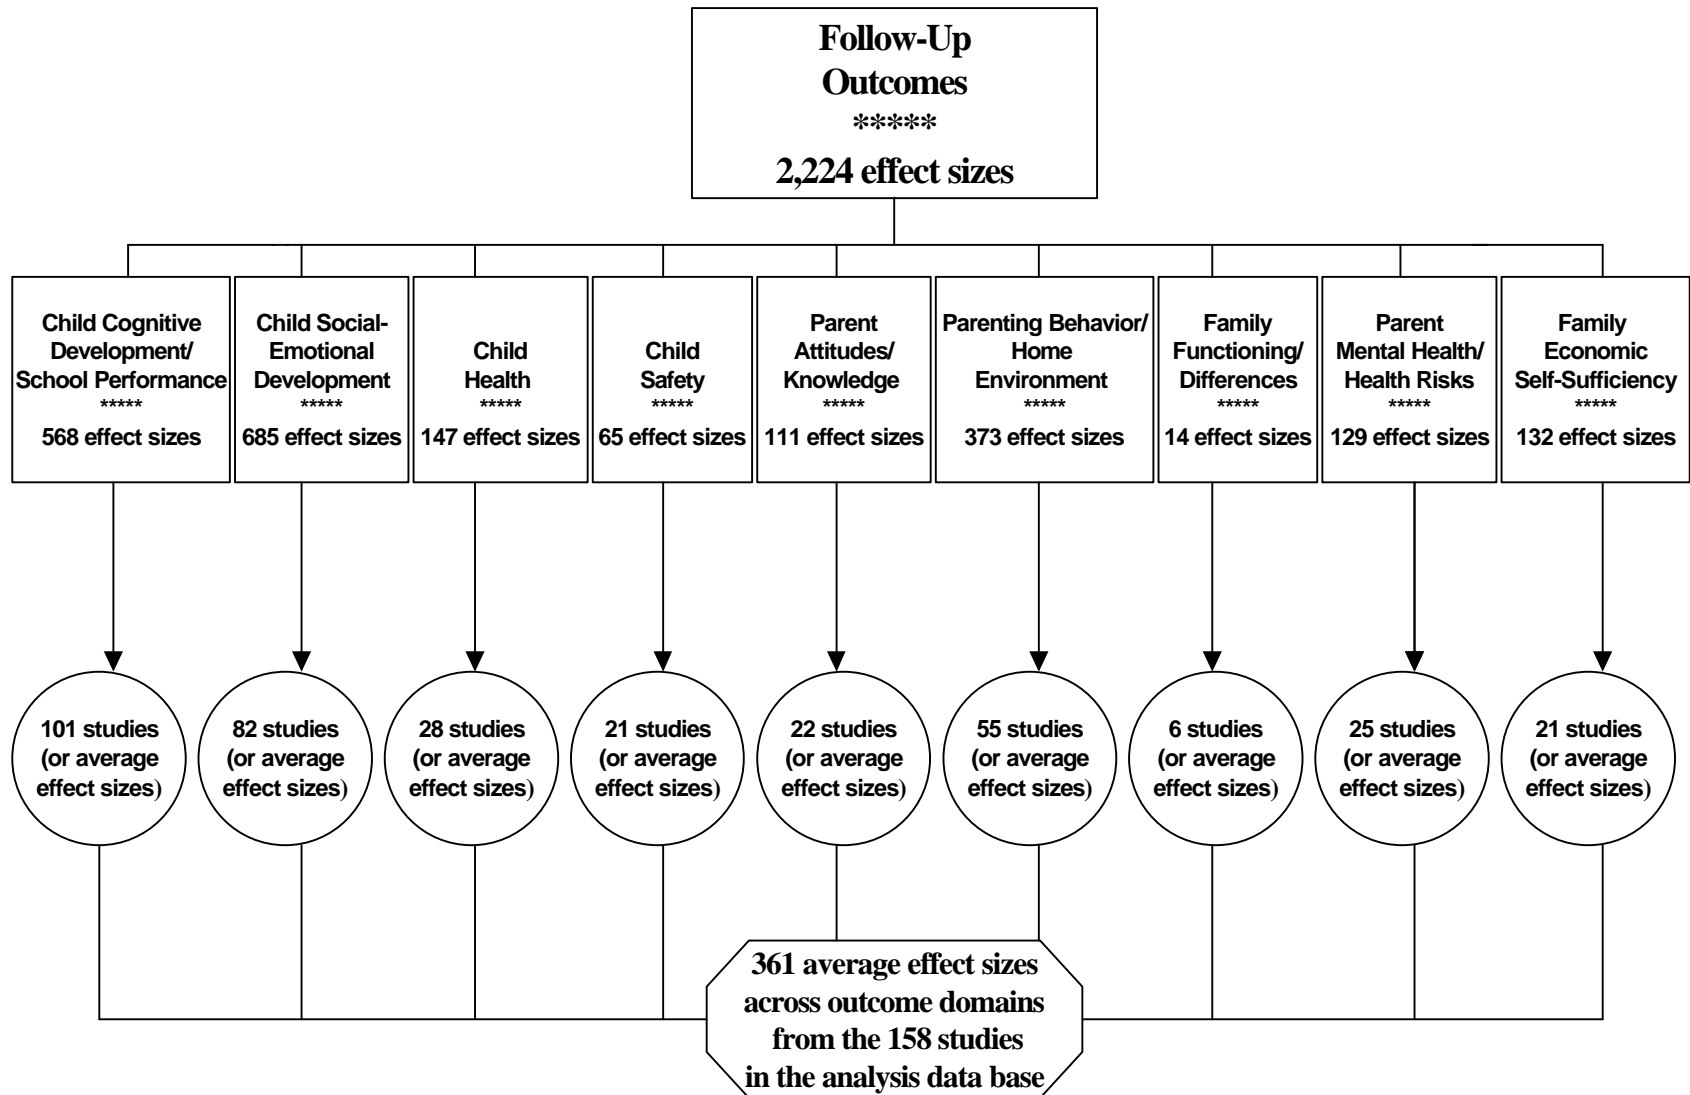 Follow-Up
Outcomes
*****
2,224 effect sizes
Child Cognitive
Development/
School Performance
*****
568 effect sizes
Child Social-
Emotional
Development
*****
685 effect sizes
Child
Health
*****
147 effect sizes
Child
Safety
*****
65 effect sizes
Parent
Attitudes/
Knowledge
*****
111 effect sizes
Parenting Behavior/
Home
Environment
*****
373 effect sizes
Family
Functioning/
Differences
*****
14 effect sizes
Parent
Mental Health/
Health Risks
*****
129 effect sizes
Family
Economic
Self-Sufficiency
*****
132 effect sizes
101 studies
(or average
effect sizes)
82 studies
(or average
effect sizes)
28 studies
(or average
effect sizes)
21 studies
(or average
effect sizes)
22 studies
(or average
effect sizes)
55 studies
(or average
effect sizes)
6 studies
(or average
effect sizes)
25 studies
(or average
effect sizes)
21 studies
(or average
effect sizes)
361 average effect sizes
across outcome domains
from the 158 studies
in the analysis data base